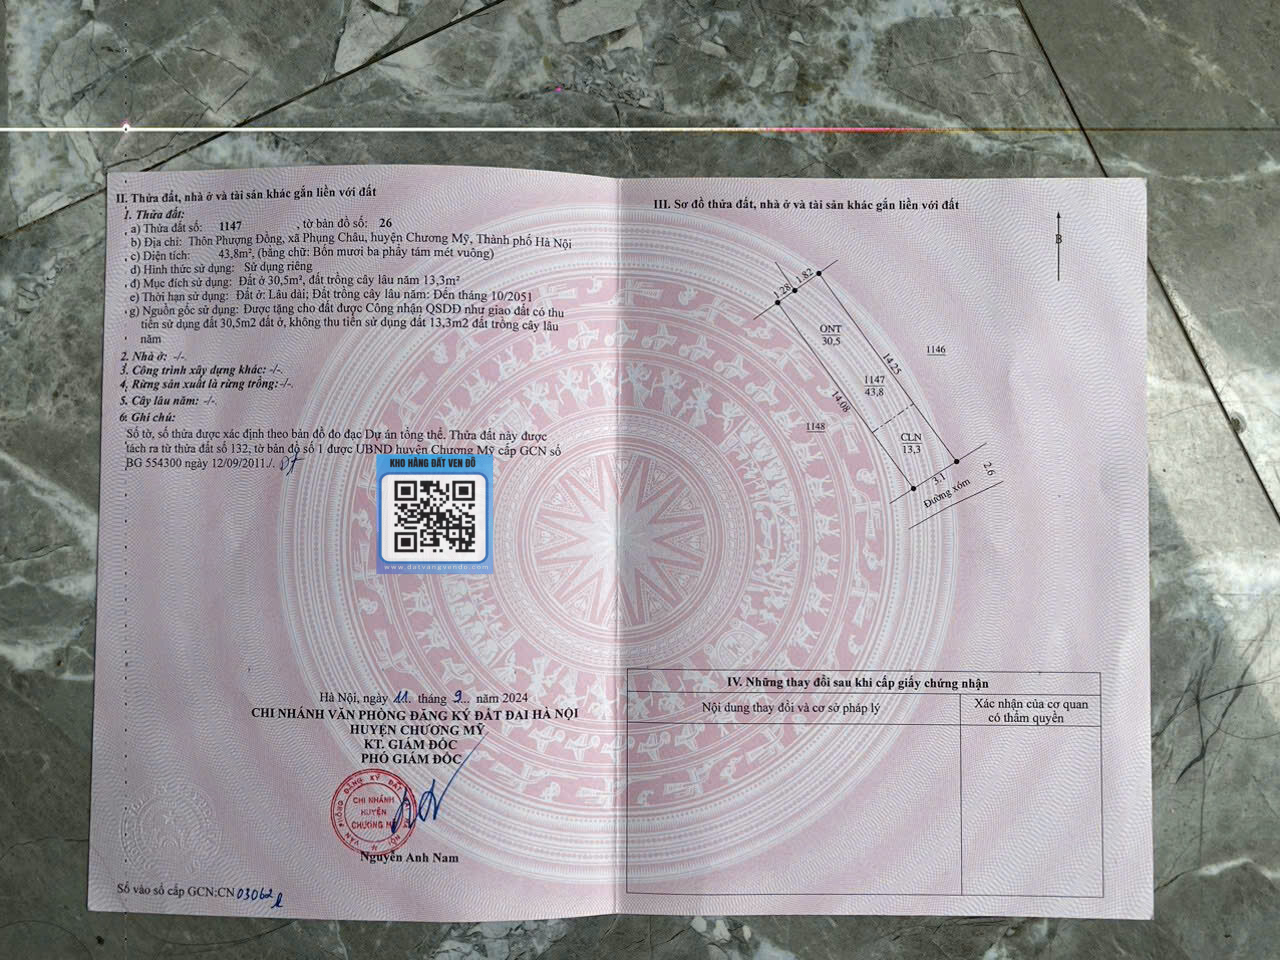 II. Thửa đất, nhà ở và tài sản khác gắn liền với đất
1. Thửa đất:
a) Thửa đất số: 1147 , tờ bản đồ số: 26
b) Địa chỉ: Thôn Phượng Đồng, xã Phụng Châu, huyện Chương Mỹ, Thành phố Hà Nội
c) Diện tích: 43,8m², (bằng chữ: Bốn mươi ba phẩy tám mét vuông)
d) Hình thức sử dụng: Sử dụng riêng
đ) Mục đích sử dụng: Đất ở 30,5m², đất trồng cây lâu năm 13,3m²
e) Thời hạn sử dụng: Đất ở: Lâu dài; Đất trồng cây lâu năm: Đến tháng 10/2051
g) Nguồn gốc sử dụng: Được tặng cho đất được Công nhận QSDĐ như giao đất có thu
tiền sử dụng đất 30,5m2 đất ở, không thu tiền sử dụng đất 13,3m2 đất trồng cây lâu
năm
2. Nhà ở: -/-.
3. Công trình xây dựng khác: -/-.
4. Rừng sản xuất là rừng trồng: -/-.
5. Cây lâu năm: -/-.
6. Ghi chú:
Số tờ, số thửa được xác định theo bản đồ đo đạc Dự án tổng thể. Thửa đất này được
tách ra từ thửa đất số 132, tờ bản đồ số 1 được UBND huyện Chương Mỹ cấp GCN số
BG 554300 ngày 12/09/2011./.
KHO HÀNG ĐẤT VEN ĐÔ
www.datvangvendo.com
Hà Nội, ngày 11 tháng 9 năm 2024
CHI NHÁNH VĂN PHÒNG ĐĂNG KÝ ĐẤT ĐAI HÀ NỘI
HUYỆN CHƯƠNG MỸ
KT. GIÁM ĐỐC
PHÓ GIÁM ĐỐC
VĂN PHÒNG ĐĂNG KÝ ĐẤT ĐAI HÀ NỘI
CHI NHÁNH
HUYỆN
CHƯƠNG MỸ
Nguyễn Anh Nam
Số vào sổ cấp GCN:CN 03062
III. Sơ đồ thửa đất, nhà ở và tài sản khác gắn liền với đất
B
1.28
1.82
ONT
30,5
1146
14.25
1147
43,8
14.08
1148
CLN
13,3
3.1
2.6
Đường xóm
IV. Những thay đổi sau khi cấp giấy chứng nhận
Nội dung thay đổi và cơ sở pháp lý
Xác nhận của cơ quan
có thẩm quyền